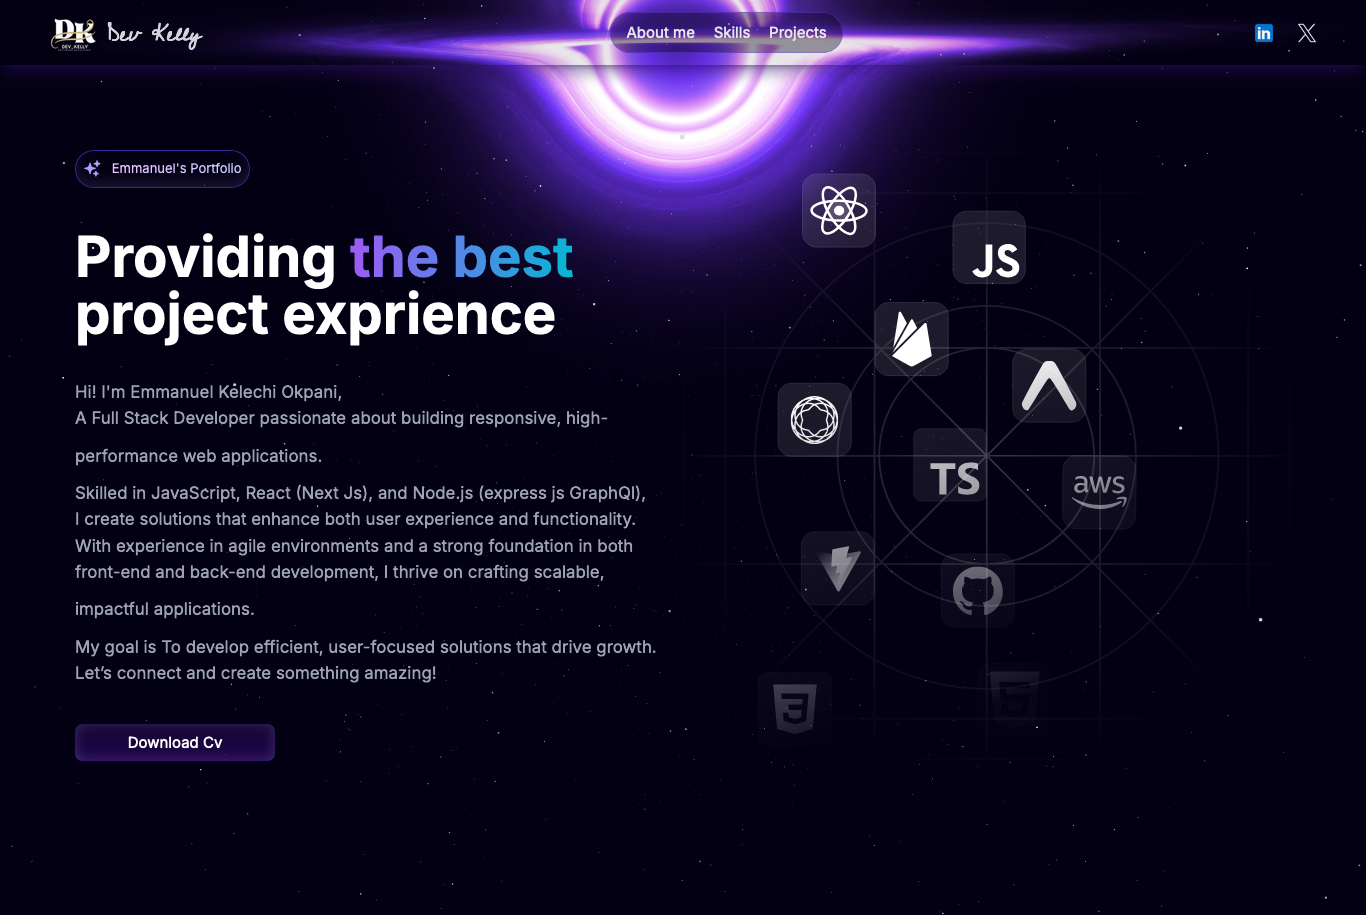 DK
DEV_KELLY
Dev Kelly
About me Skills Projects
in
X
Emmanuel's Portfolio
Providing the best
project exprience
Hi! I'm Emmanuel Kelechi Okpani,
A Full Stack Developer passionate about building responsive, high-
performance web applications.
Skilled in JavaScript, React (Next Js), and Node.js (express js GraphQl),
I create solutions that enhance both user experience and functionality.
With experience in agile environments and a strong foundation in both
front-end and back-end development, I thrive on crafting scalable,
impactful applications.
My goal is To develop efficient, user-focused solutions that drive growth.
Let’s connect and create something amazing!
Download Cv
JS
TS
aws
3
5